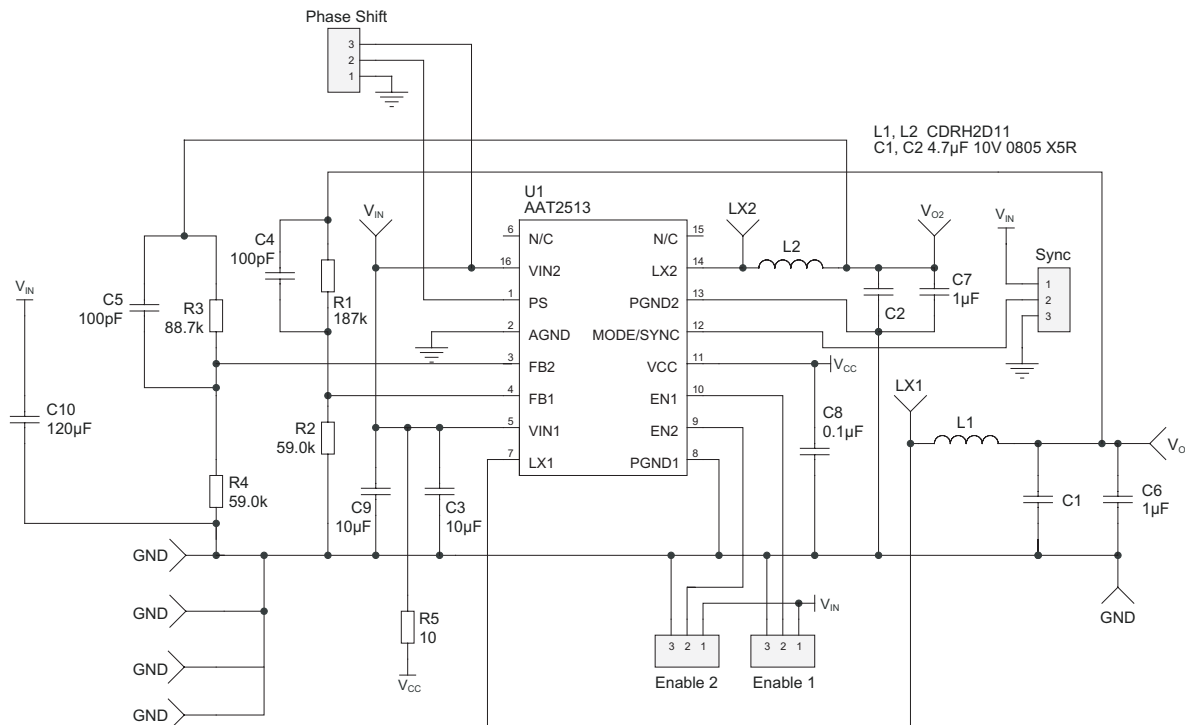 Phase Shift
3
2
1
L1, L2 CDRH2D11
C1, C2 4.7µF 10V 0805 X5R
U1
AAT2513
VIN
C4
100pF
R1
187k
C5
100pF
R3
88.7k
VIN
C10
120µF
R2
59.0k
R4
59.0k
C9
10µF
C3
10µF
6 N/C
16 VIN2
1 PS
2 AGND
3 FB2
4 FB1
5 VIN1
7 LX1
N/C 15
LX2 14
PGND2 13
MODE/SYNC 12
VCC 11
EN1 10
EN2 9
PGND1 8
LX2
L2
VO2
C2
C7
1µF
VIN
Sync
1
2
3
VCC
C8
0.1µF
LX1
L1
VO
C1
C6
1µF
GND
GND
GND
GND
GND
R5
10
VCC
VIN
3 2 1
Enable 2
3 2 1
Enable 1